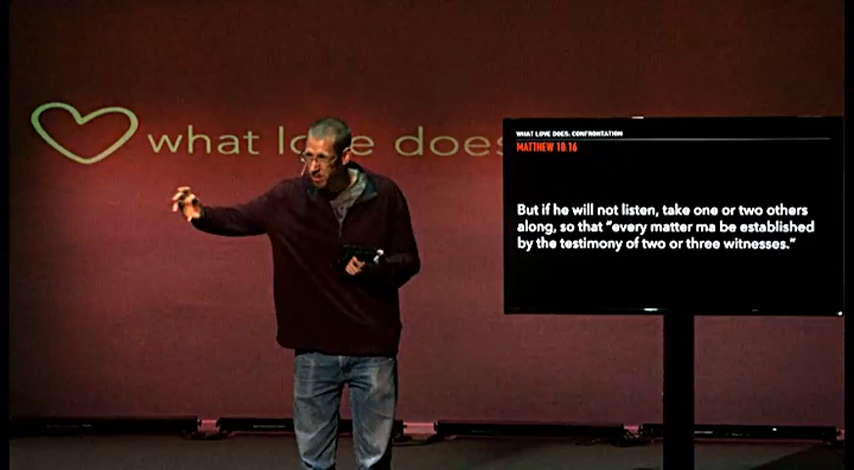 what love does
WHAT LOVE DOES: CONFRONTATION
MATTHEW 18:16
But if he will not listen, take one or two others
along, so that "every matter ma be established
by the testimony of two or three witnesses."